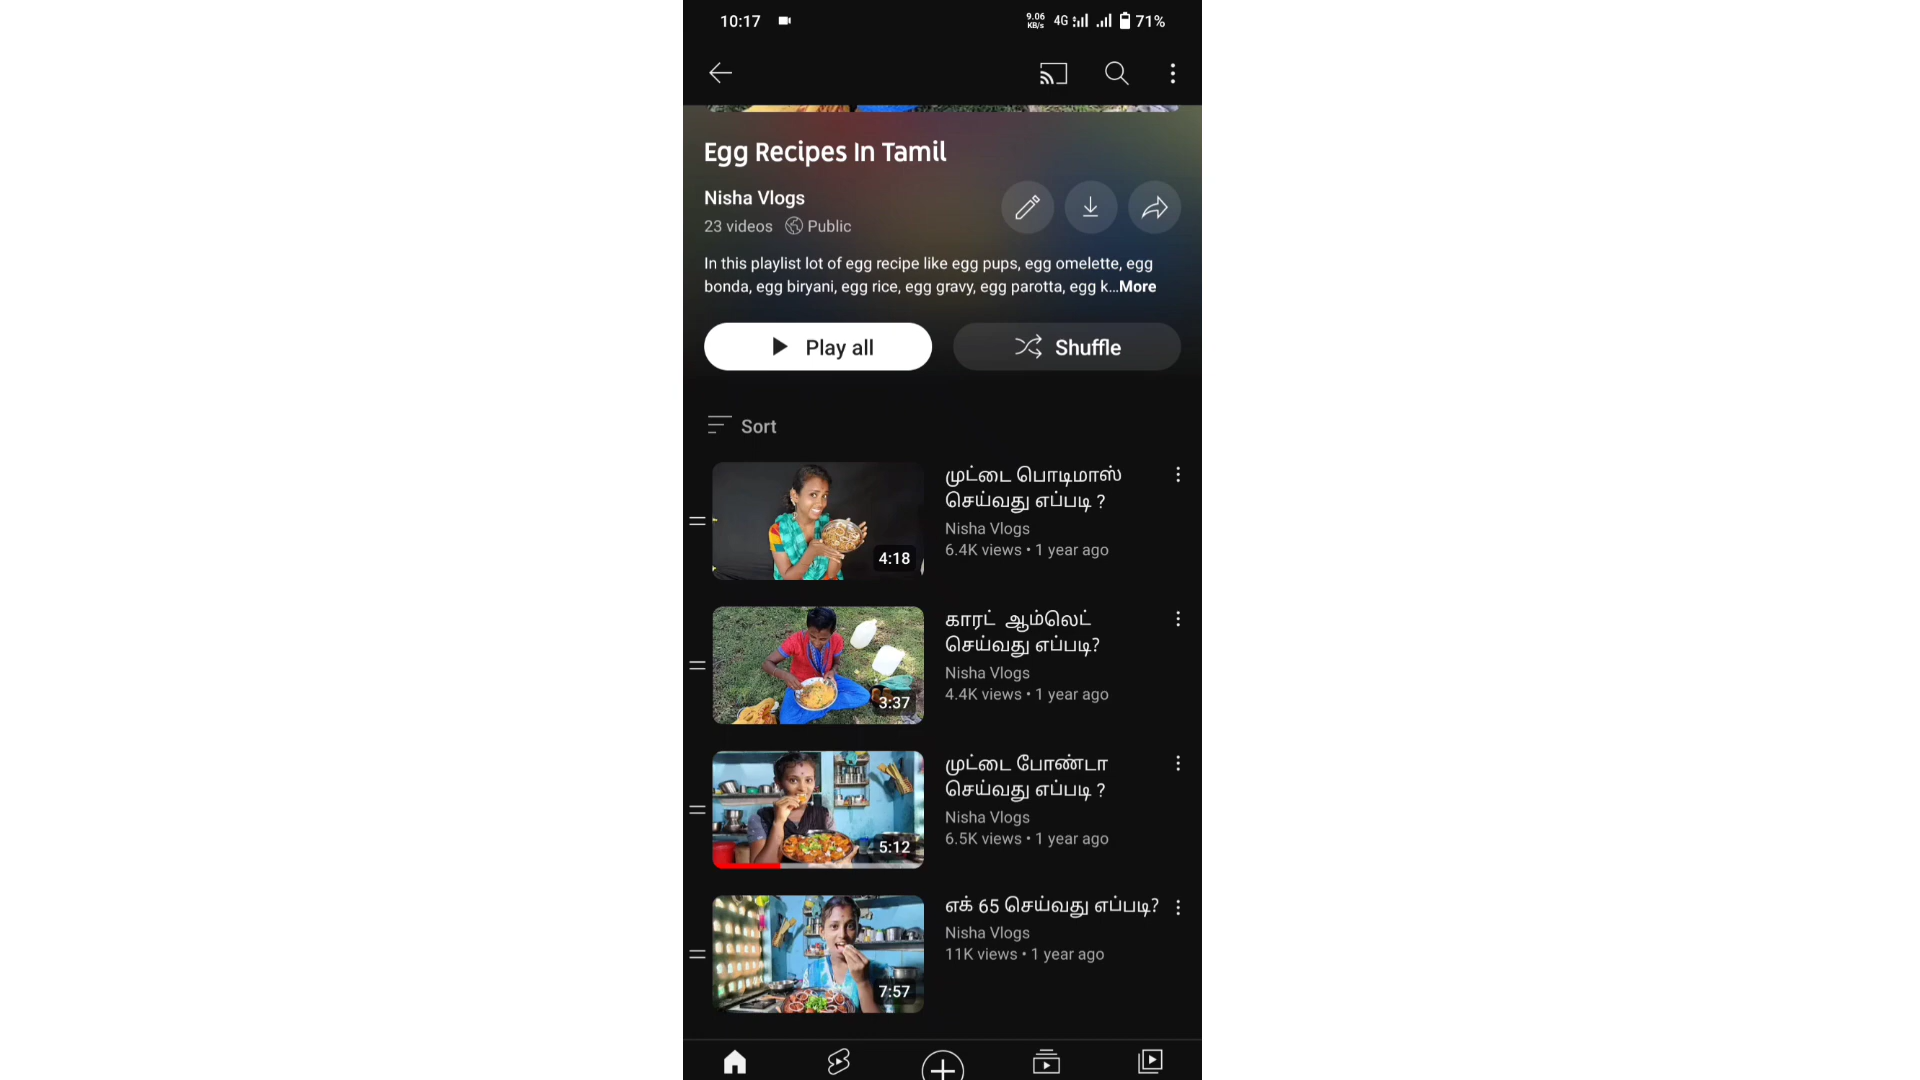 10:17
9.06 KB/s 4G 71%
Egg Recipes In Tamil
Nisha Vlogs
23 videos Public
In this playlist lot of egg recipe like egg pups, egg omelette, egg
bonda, egg biryani, egg rice, egg gravy, egg parotta, egg k...More
Play all
Shuffle
Sort
முட்டை பொடிமாஸ்
செய்வது எப்படி ?
Nisha Vlogs
6.4K views • 1 year ago
4:18
காரட் ஆம்லெட்
செய்வது எப்படி?
Nisha Vlogs
4.4K views • 1 year ago
3:37
முட்டை போண்டா
செய்வது எப்படி ?
Nisha Vlogs
6.5K views • 1 year ago
5:12
எக் 65 செய்வது எப்படி?
Nisha Vlogs
11K views • 1 year ago
7:57